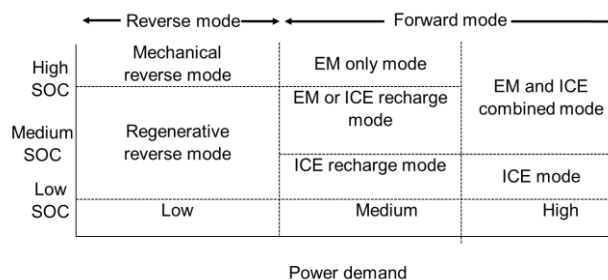 Reverse mode
Forward mode
High
SOC
Mechanical
reverse mode
EM only mode
EM and ICE
combined mode
EM or ICE recharge
mode
Medium
SOC
Regenerative
reverse mode
ICE recharge mode
ICE mode
Low
SOC
Low
Medium
High
Power demand